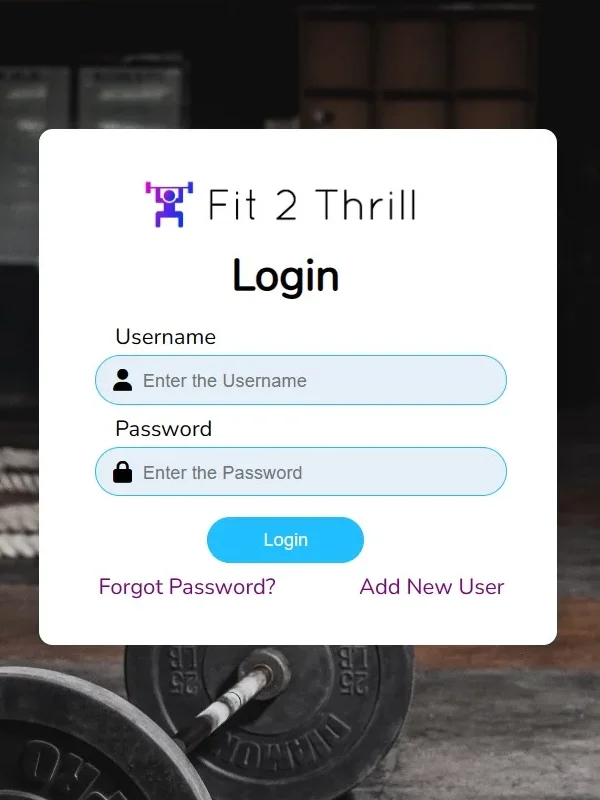 Fit 2 Thrill
Login
Username
Enter the Username
Password
Enter the Password
Login
Forgot Password? Add New User